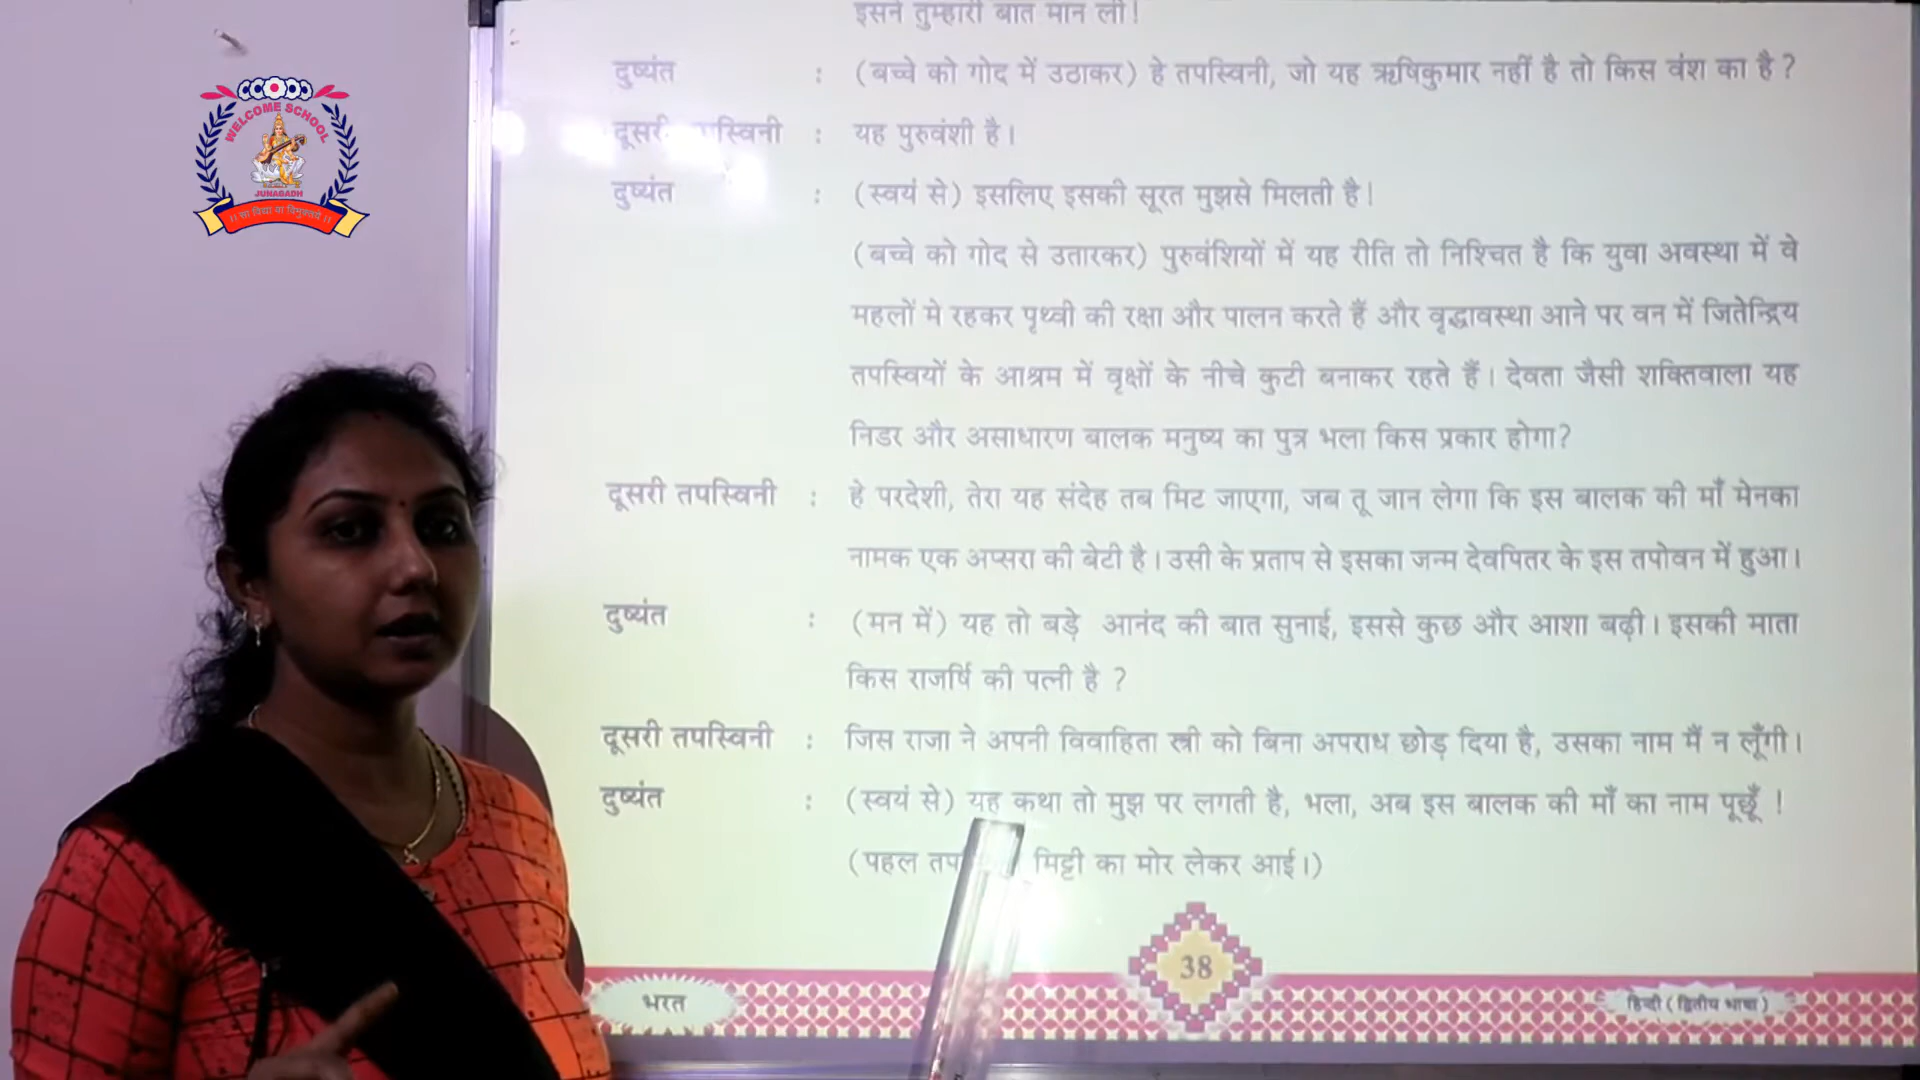 WELCOME SCHOOL
JUNAGADH
।। सा विद्या या विमुक्तये ।।
इसने तुम्हारी बात मान ली!
दुष्यंत : (बच्चे को गोद में उठाकर) हे तपस्विनी, जो यह ऋषिकुमार नहीं है तो किस वंश का है ?
दूसरी स्विनी : यह पुरुवंशी है।
दुष्यंत : (स्वयं से) इसलिए इसकी सूरत मुझसे मिलती है!
(बच्चे को गोद से उतारकर) पुरुवंशियों में यह रीति तो निश्चित है कि युवा अवस्था में वे
महलों मे रहकर पृथ्वी की रक्षा और पालन करते हैं और वृद्धावस्था आने पर वन में जितेन्द्रिय
तपस्वियों के आश्रम में वृक्षों के नीचे कुटी बनाकर रहते हैं। देवता जैसी शक्तिवाला यह
निडर और असाधारण बालक मनुष्य का पुत्र भला किस प्रकार होगा?
दूसरी तपस्विनी : हे परदेशी, तेरा यह संदेह तब मिट जाएगा, जब तू जान लेगा कि इस बालक की माँ मेनका
नामक एक अप्सरा की बेटी है। उसी के प्रताप से इसका जन्म देवपितर के इस तपोवन में हुआ।
दुष्यंत : (मन में) यह तो बड़े आनंद की बात सुनाई, इससे कुछ और आशा बढ़ी। इसकी माता
किस राजर्षि की पत्नी है ?
दूसरी तपस्विनी : जिस राजा ने अपनी विवाहिता स्त्री को बिना अपराध छोड़ दिया है, उसका नाम मैं न लूँगी।
दुष्यंत : (स्वयं से) यह कथा तो मुझ पर लगती है, भला, अब इस बालक की माँ का नाम पूछूँ !
(पहल तप मिट्टी का मोर लेकर आई।)
38
भरत
हिन्दी (द्वितीय भाषा)